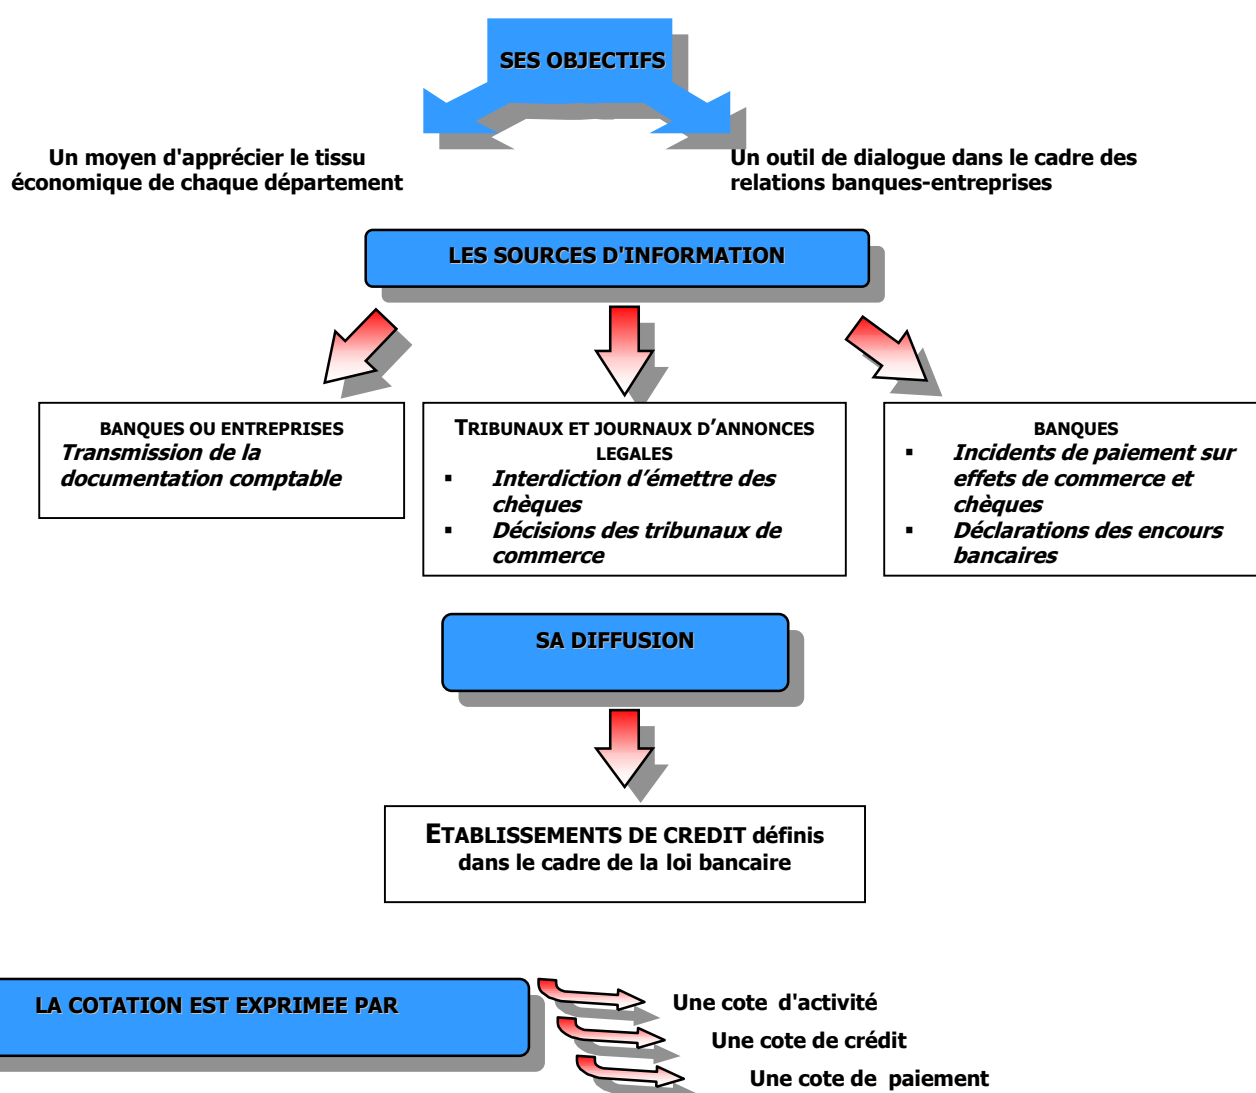 SES OBJECTIFS
Un moyen d'apprécier le tissu
économique de chaque département
Un outil de dialogue dans le cadre des
relations banques-entreprises
LES SOURCES D'INFORMATION
BANQUES OU ENTREPRISES
Transmission de la
documentation comptable
TRIBUNAUX ET JOURNAUX D’ANNONCES
LEGALES
▪ Interdiction d’émettre des
chèques
▪ Décisions des tribunaux de
commerce
BANQUES
▪ Incidents de paiement sur
effets de commerce et
chèques
▪ Déclarations des encours
bancaires
SA DIFFUSION
ETABLISSEMENTS DE CREDIT définis
dans le cadre de la loi bancaire
LA COTATION EST EXPRIMEE PAR
Une cote d'activité
Une cote de crédit
Une cote de paiement